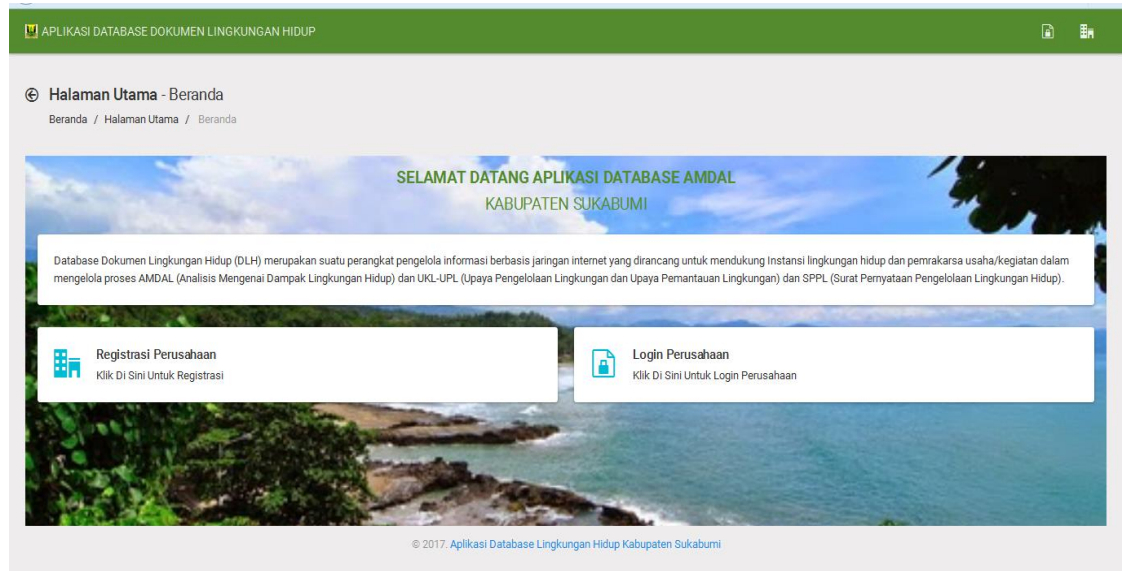 APLIKASI DATABASE DOKUMEN LINGKUNGAN HIDUP
Halaman Utama - Beranda
Beranda / Halaman Utama / Beranda
SELAMAT DATANG APLIKASI DATABASE AMDAL
KABUPATEN SUKABUMI
Database Dokumen Lingkungan Hidup (DLH) merupakan suatu perangkat pengelola informasi berbasis jaringan internet yang dirancang untuk mendukung Instansi lingkungan hidup dan pemrakarsa usaha/kegiatan dalam
mengelola proses AMDAL (Analisis Mengenai Dampak Lingkungan Hidup) dan UKL-UPL (Upaya Pengelolaan Lingkungan dan Upaya Pemantauan Lingkungan) dan SPPL (Surat Pernyataan Pengelolaan Lingkungan Hidup).
Registrasi Perusahaan
Klik Di Sini Untuk Registrasi
Login Perusahaan
Klik Di Sini Untuk Login Perusahaan
© 2017. Aplikasi Database Lingkungan Hidup Kabupaten Sukabumi